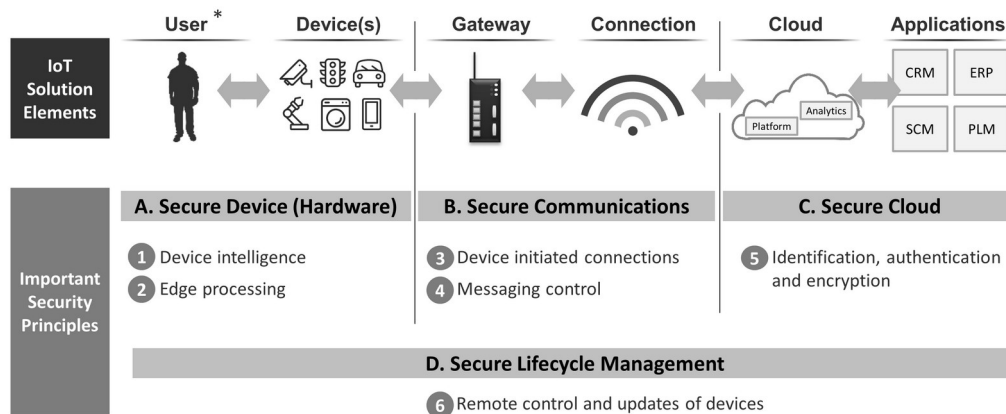 User *
Device(s)
Gateway
Connection
Cloud
Applications
IoT
Solution
Elements
Platform
Analytics
CRM
ERP
SCM
PLM
Important
Security
Principles
A. Secure Device (Hardware)
1 Device intelligence
2 Edge processing
B. Secure Communications
3 Device initiated connections
4 Messaging control
C. Secure Cloud
5 Identification, authentication
and encryption
D. Secure Lifecycle Management
6 Remote control and updates of devices